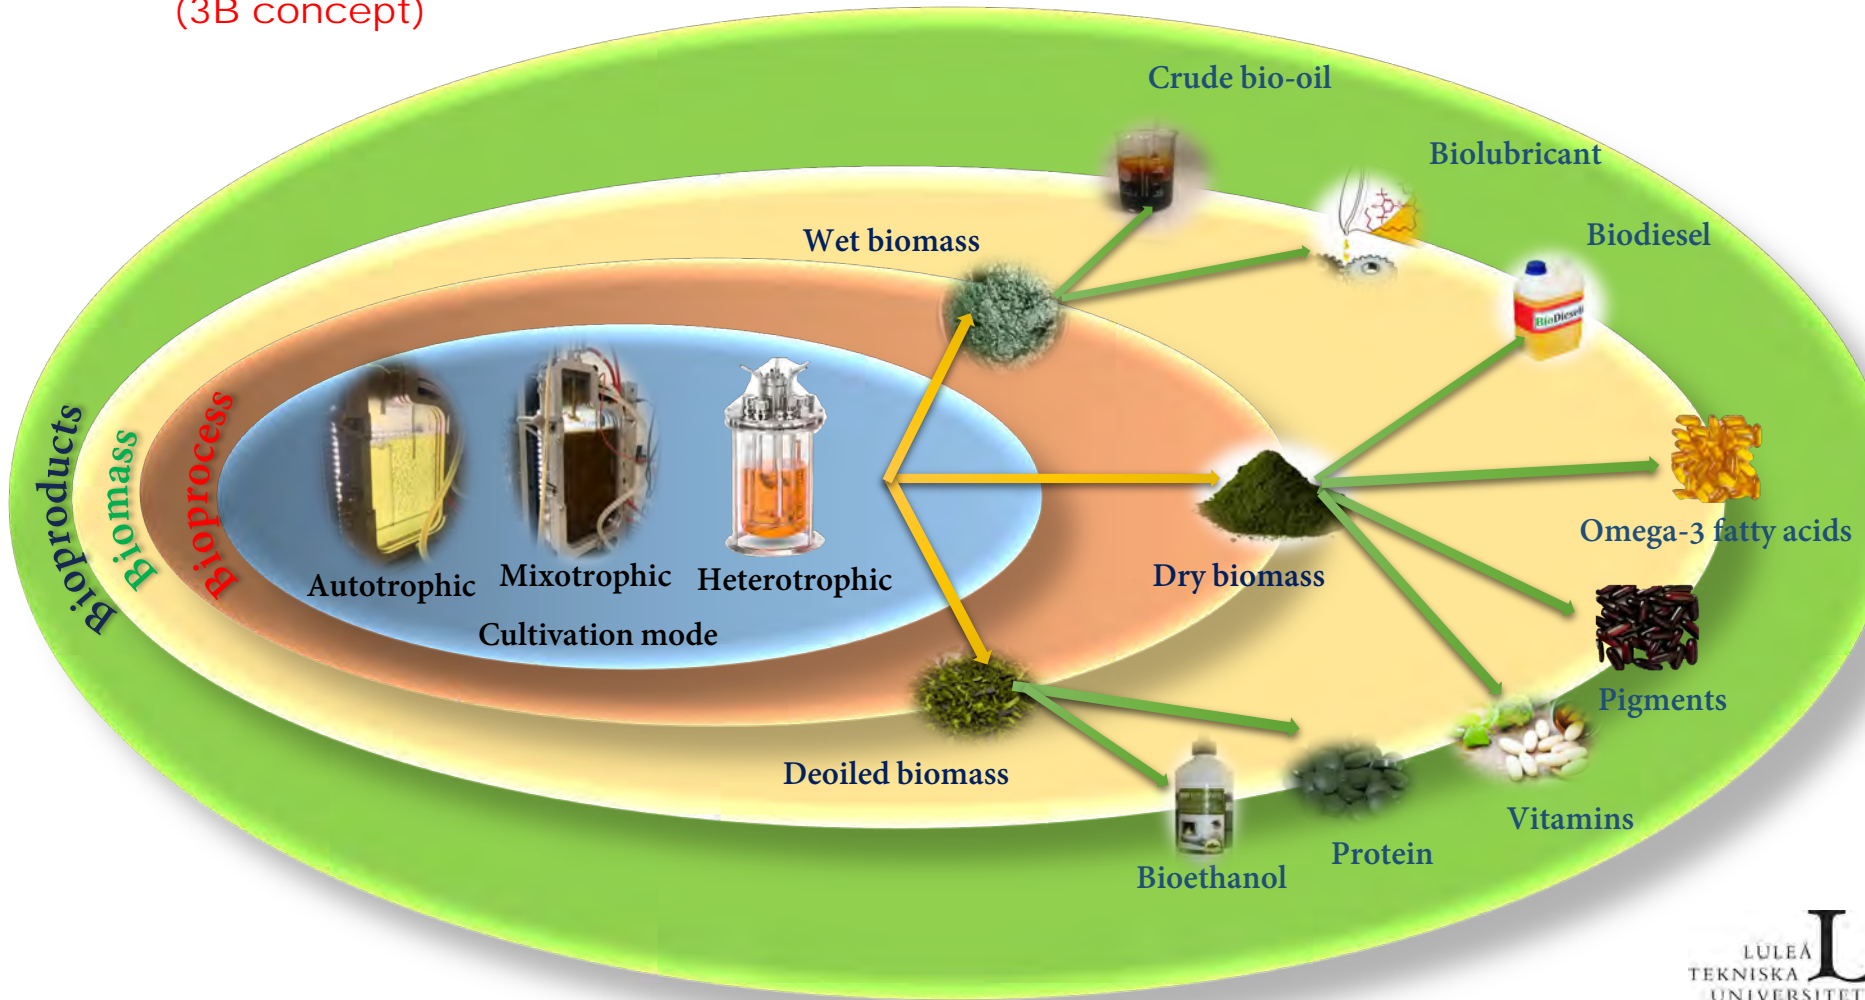 (3B concept)
Crude bio-oil
Biolubricant
Biodiesel
Wet biomass
BioDiesel
Bioproducts
Biomass
Bioprocess
Autotrophic
Mixotrophic
Heterotrophic
Cultivation mode
Dry biomass
Omega-3 fatty acids
Pigments
Deoiled biomass
Vitamins
Protein
Bioethanol
LULEÅ
TEKNISKA
UNIVERSITET
L